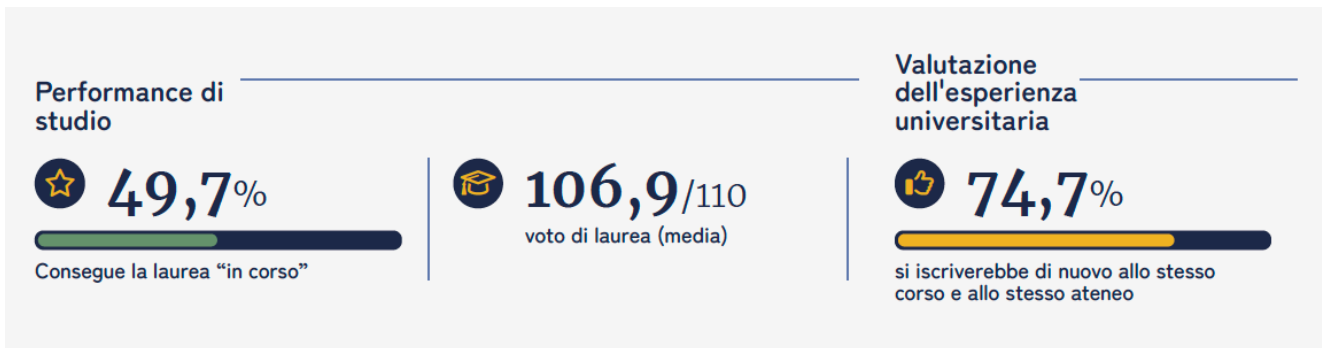 Performance di
studio
49,7%
Consegue la laurea “in corso”
106,9/110
voto di laurea (media)
Valutazione
dell'esperienza
universitaria
74,7%
si iscriverebbe di nuovo allo stesso
corso e allo stesso ateneo